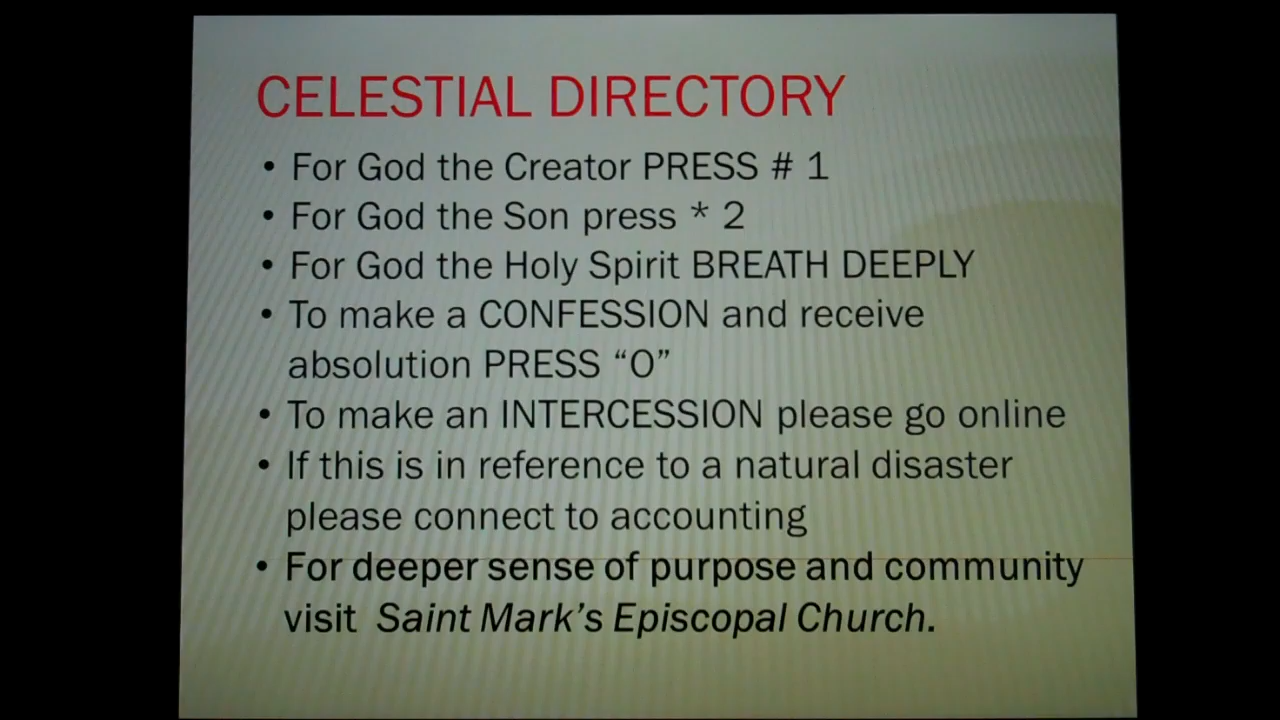 CELESTIAL DIRECTORY
• For God the Creator PRESS # 1
• For God the Son press * 2
• For God the Holy Spirit BREATH DEEPLY
• To make a CONFESSION and receive
absolution PRESS “O”
• To make an INTERCESSION please go online
• If this is in reference to a natural disaster
please connect to accounting
• For deeper sense of purpose and community
visit Saint Mark’s Episcopal Church.